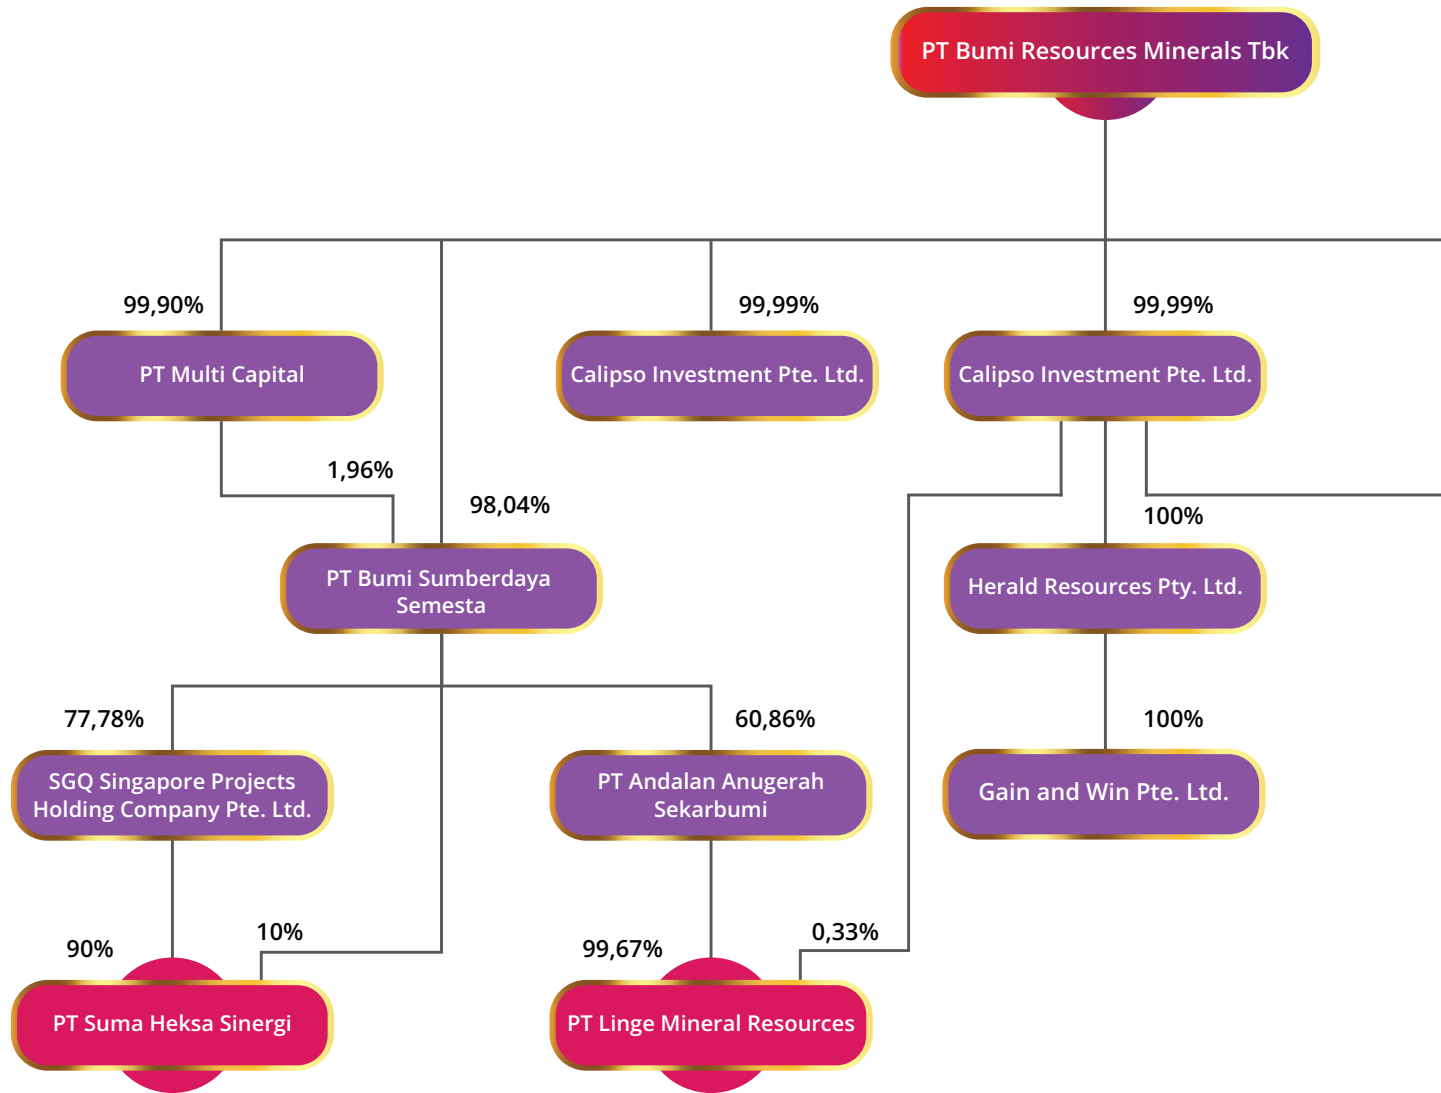 PT Bumi Resources Minerals Tbk
99,90%
99,99%
99,99%
PT Multi Capital
Calipso Investment Pte. Ltd.
Calipso Investment Pte. Ltd.
1,96%
98,04%
100%
PT Bumi Sumberdaya
Semesta
Herald Resources Pty. Ltd.
77,78%
60,86%
100%
SGQ Singapore Projects
Holding Company Pte. Ltd.
PT Andalan Anugerah
Sekarbumi
Gain and Win Pte. Ltd.
90%
10%
99,67%
0,33%
PT Suma Heksa Sinergi
PT Linge Mineral Resources